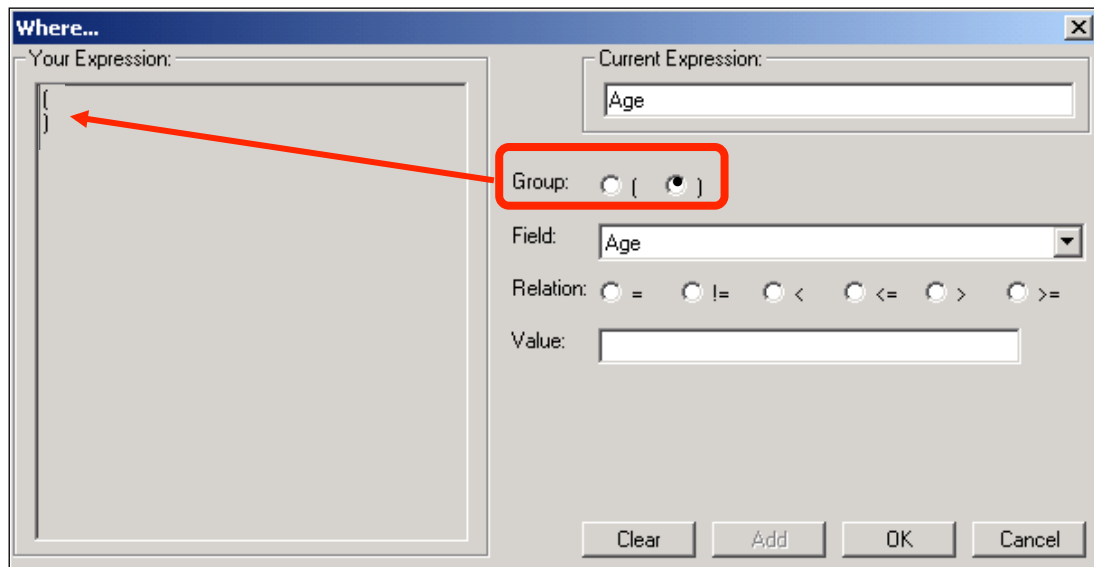 Where...
Your Expression:
(
)
Current Expression:
Age
Group: ( )
Field: Age
Relation: = != < <= > >=
Value:
Clear Add OK Cancel